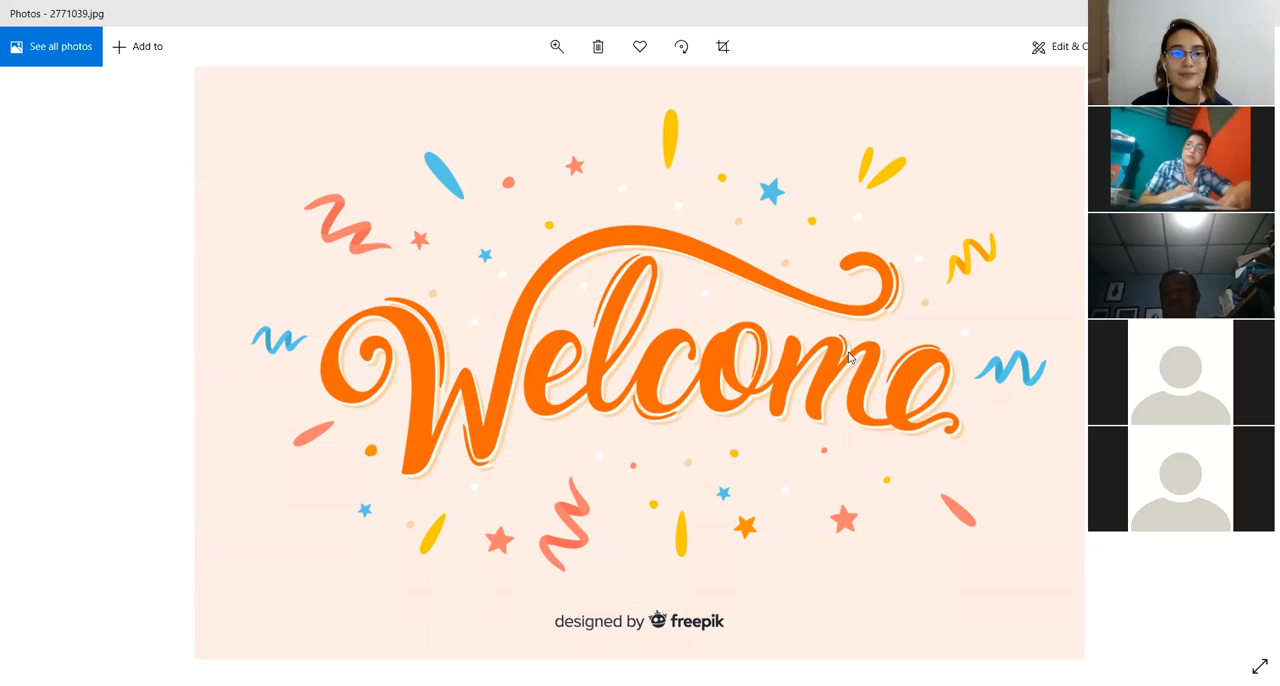 Photos - 2771039.jpg
See all photos
Add to
Edit & C
Welcome
designed by freepik